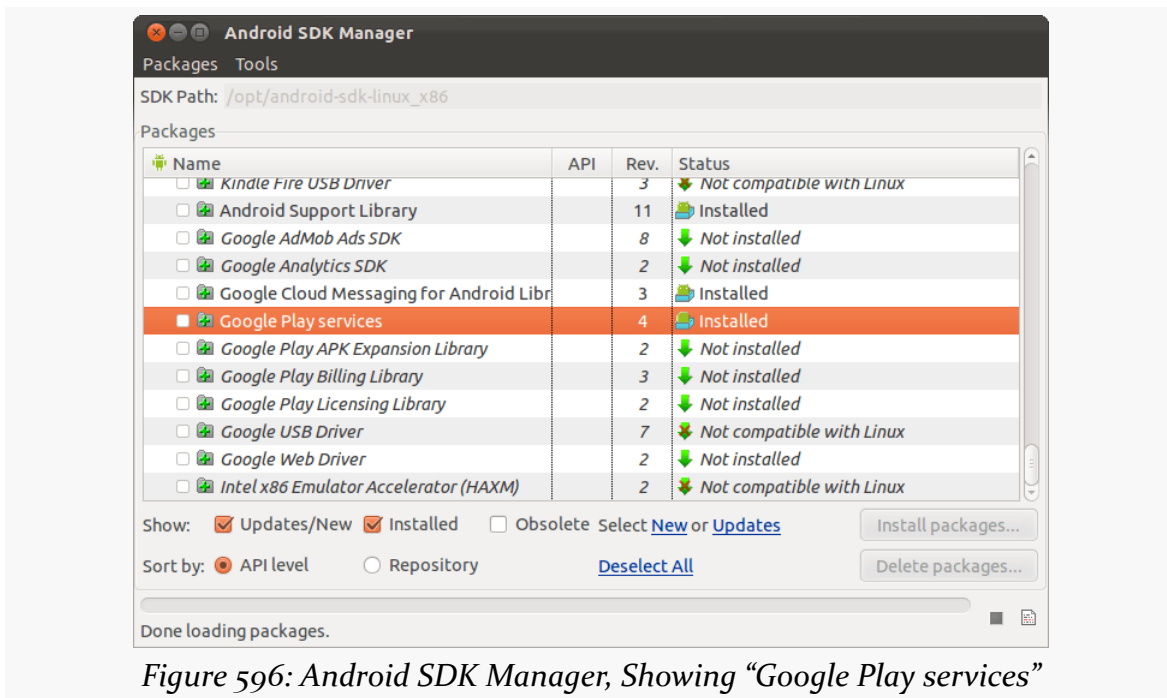 Android SDK Manager
Packages Tools
SDK Path: /opt/android-sdk-linux_x86
Packages
Name API Rev. Status
Kindle Fire USB Driver 3 Not compatible with Linux
Android Support Library 11 Installed
Google AdMob Ads SDK 8 Not installed
Google Analytics SDK 2 Not installed
Google Cloud Messaging for Android Libr 3 Installed
Google Play services 4 Installed
Google Play APK Expansion Library 2 Not installed
Google Play Billing Library 3 Not installed
Google Play Licensing Library 2 Not installed
Google USB Driver 7 Not compatible with Linux
Google Web Driver 2 Not installed
Intel x86 Emulator Accelerator (HAXM) 2 Not compatible with Linux
Show: Updates/New Installed Obsolete Select New or Updates Install packages...
Sort by: API level Repository Deselect All Delete packages...
Done loading packages.
Figure 596: Android SDK Manager, Showing “Google Play services”